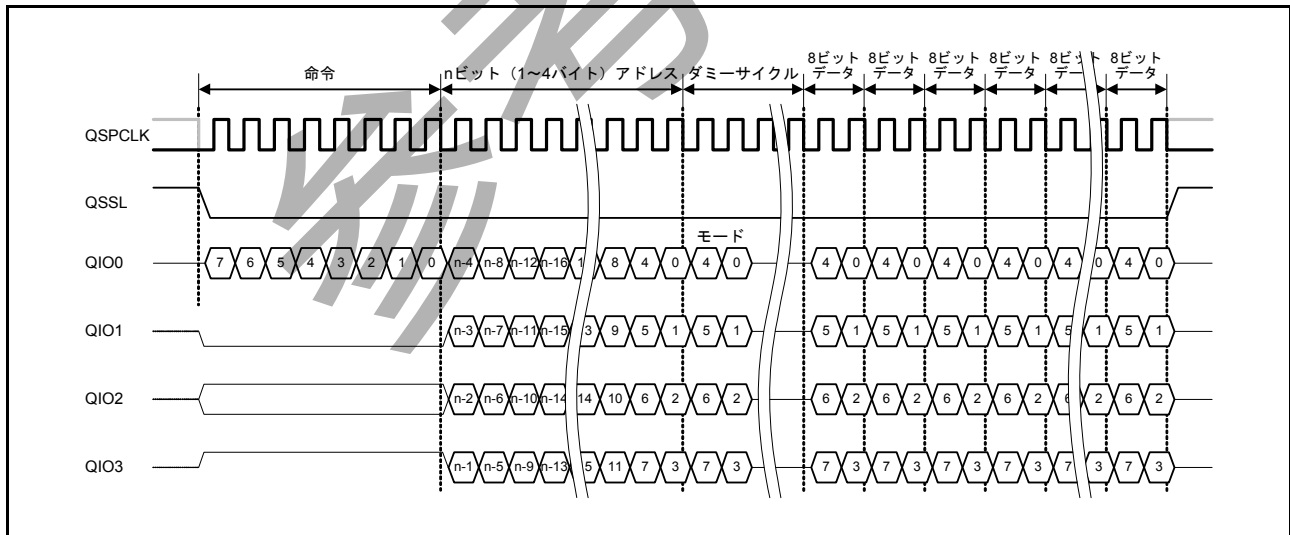 命令
nビット（1～4バイト）アドレス
ダミーサイクル
8ビット データ
8ビット データ
8ビット データ
8ビット データ
8ビット デー
8ビット データ
QSPCLK
QSSL
モード
QIO0 7 6 5 4 3 2 1 0 n-4 n-8 n-12 n-16 1 8 4 0 4 0 4 0 4 0 4 0 4 0 4 0 4 0
QIO1 n-3 n-7 n-11 n-15 3 9 5 1 5 1 5 1 5 1 5 1 5 1 5 1 5 1
QIO2 n-2 n-6 n-10 n-14 14 10 6 2 6 2 6 2 6 2 6 2 6 2 6 2 6 2
QIO3 n-1 n-5 n-9 n-13 5 11 7 3 7 3 7 3 7 3 7 3 7 3 7 3 7 3